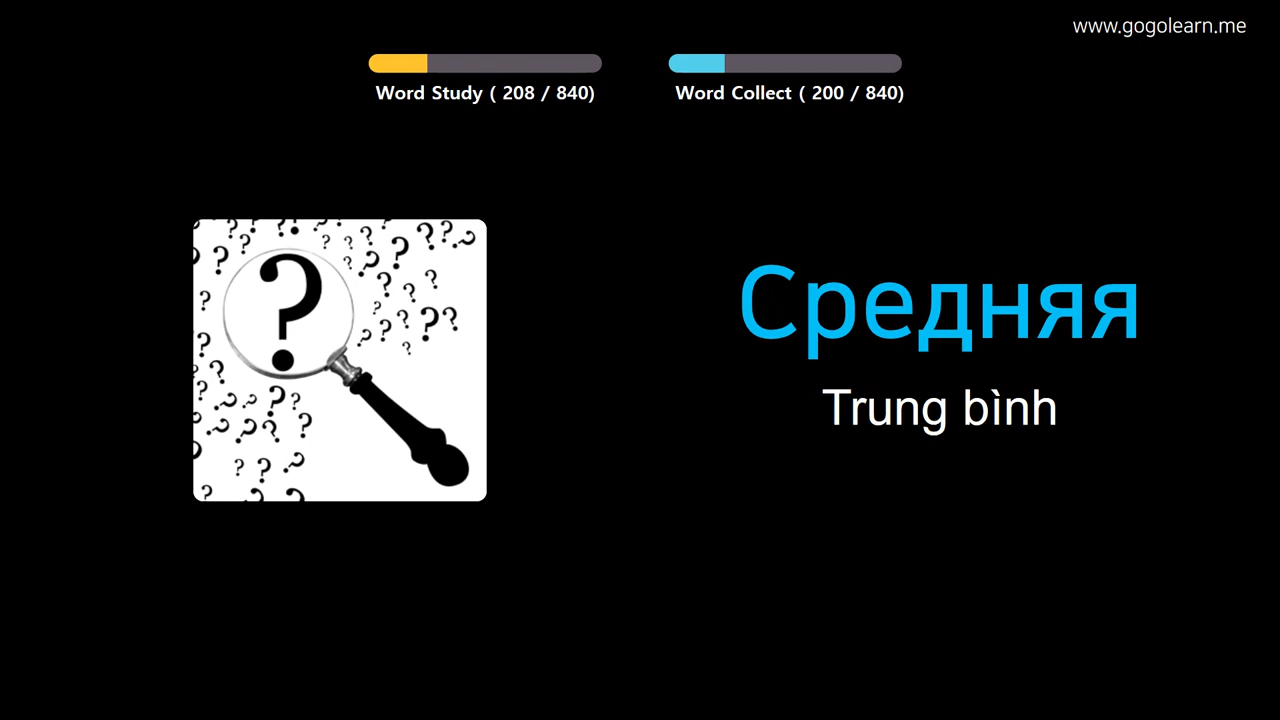 www.gogolearn.me
Word Study ( 208 / 840)
Word Collect ( 200 / 840)
Средняя
Trung bình